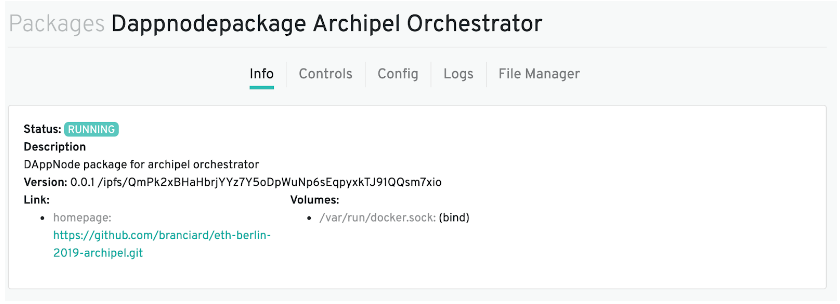 Packages Dappnodepackage Archipel Orchestrator
Info Controls Config Logs File Manager
Status: RUNNING
Description
DAppNode package for archipel orchestrator
Version: 0.0.1 /ipfs/QmPk2xBHaHbrjYYz7Y5oDpWuNp6sEqpyxkTJ91QQsm7xio
Link:
homepage:
https://github.com/branciard/eth-berlin-
2019-archipel.git
Volumes:
/var/run/docker.sock: (bind)